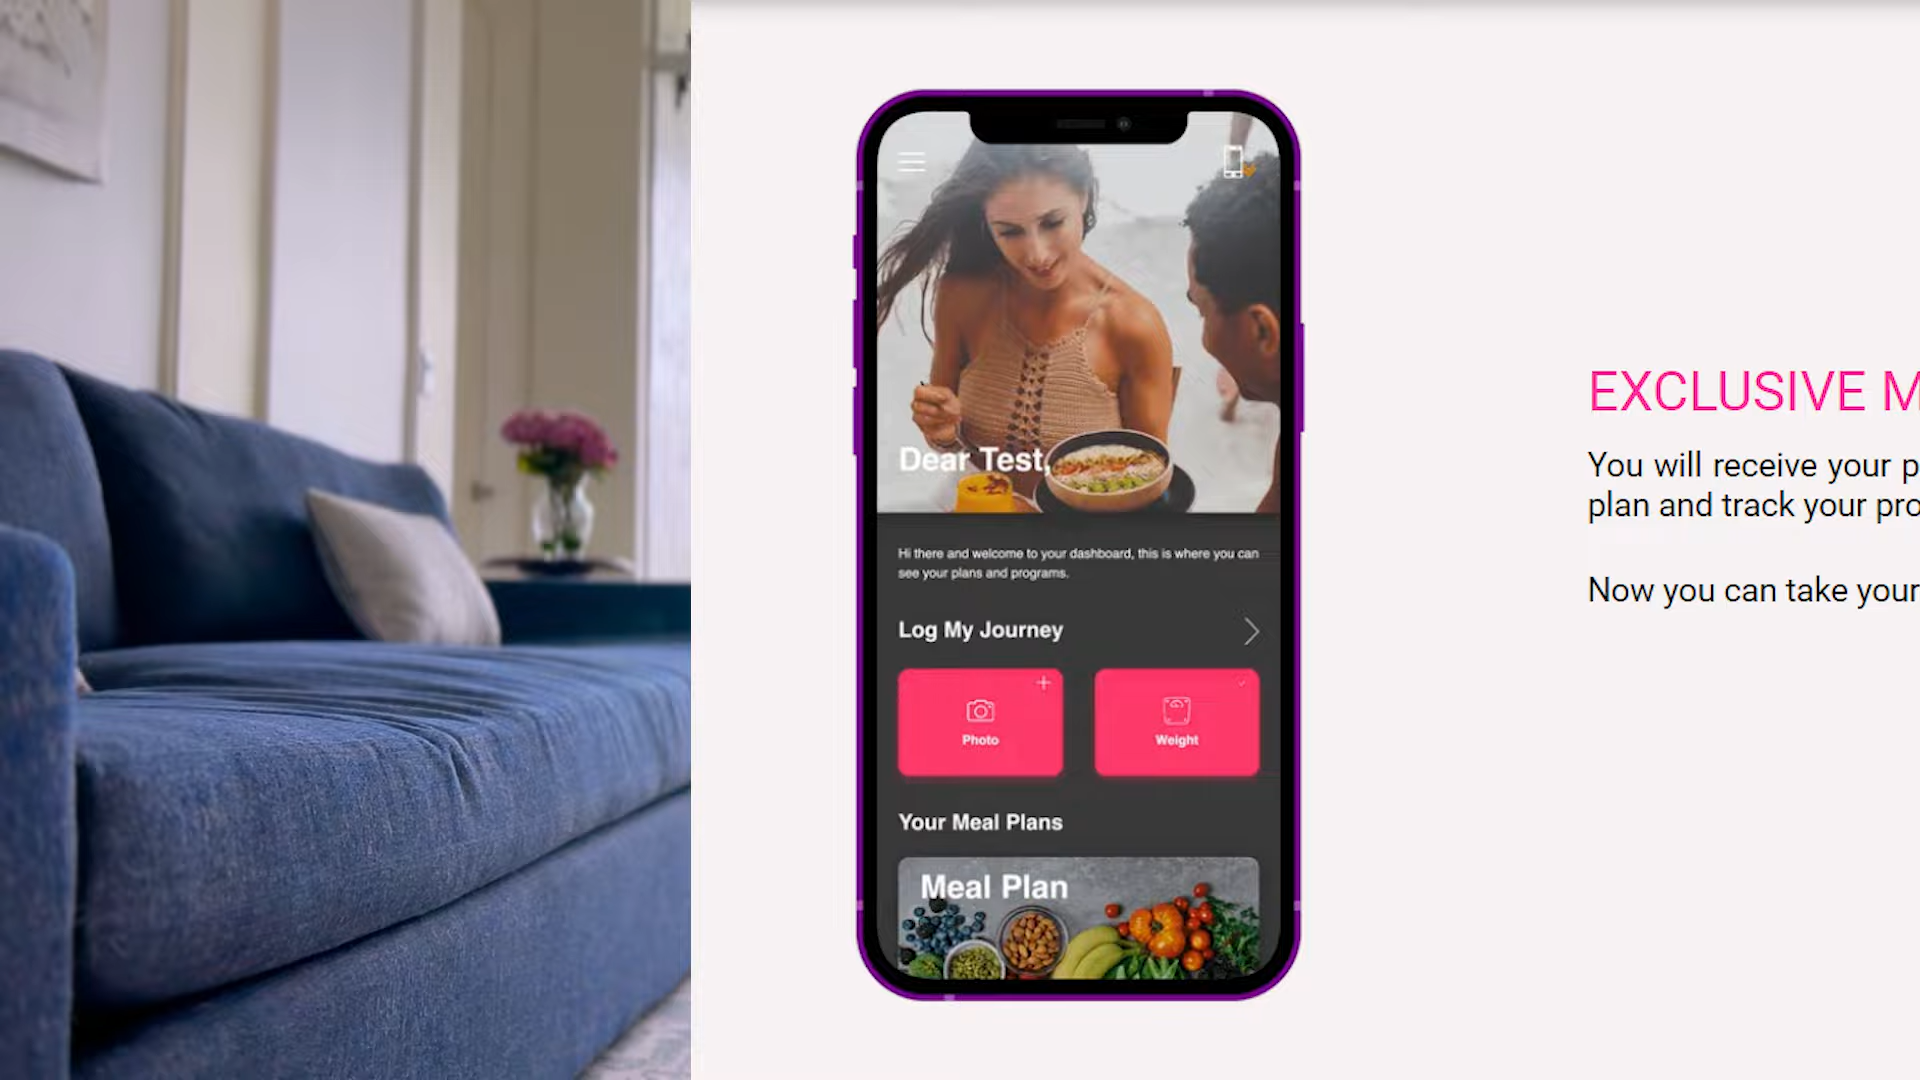 Dear Test,
Hi there and welcome to your dashboard, this is where you can
see your plans and programs.
Log My Journey
Photo
Weight
Your Meal Plans
Meal Plan
EXCLUSIVE M
You will receive your p
plan and track your pro
Now you can take your